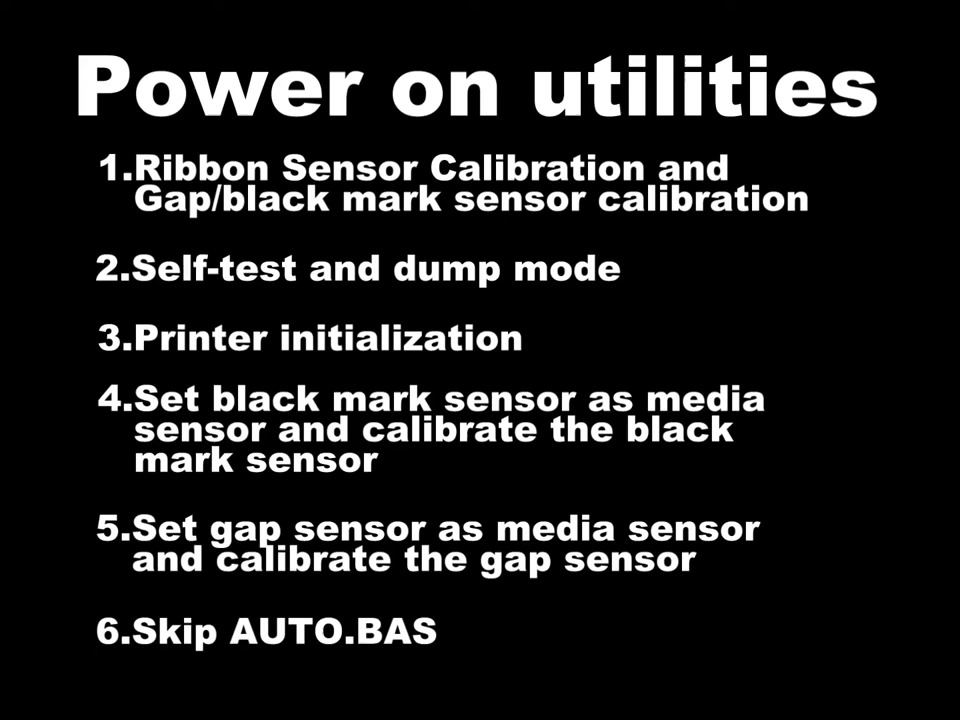 Power on utilities
1.Ribbon Sensor Calibration and
Gap/black mark sensor calibration
2.Self-test and dump mode
3.Printer initialization
4.Set black mark sensor as media
sensor and calibrate the black
mark sensor
5.Set gap sensor as media sensor
and calibrate the gap sensor
6.Skip AUTO.BAS